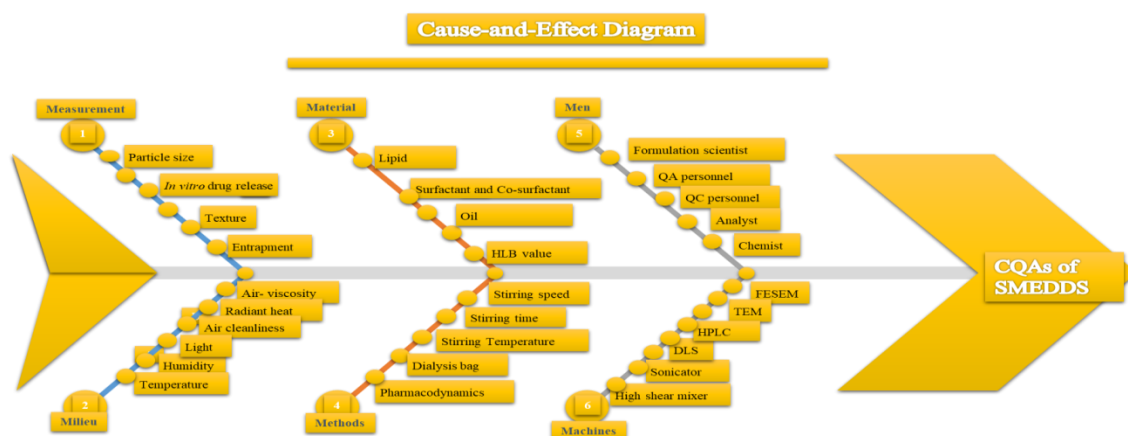 Cause-and-Effect Diagram
Measurement
1
Particle size
In vitro drug release
Texture
Entrapment
Material
3
Lipid
Surfactant and Co-surfactant
Oil
HLB value
Men
5
Formulation scientist
QA personnel
QC personnel
Analyst
Chemist
CQAs of
SMEDDS
Air- viscosity
Radiant heat
Air cleanliness
Light
Humidity
Temperature
2
Milieu
Stirring speed
Stirring time
Stirring Temperature
Dialysis bag
Pharmacodynamics
4
Methods
FESEM
TEM
HPLC
DLS
Sonicator
High shear mixer
6
Machines